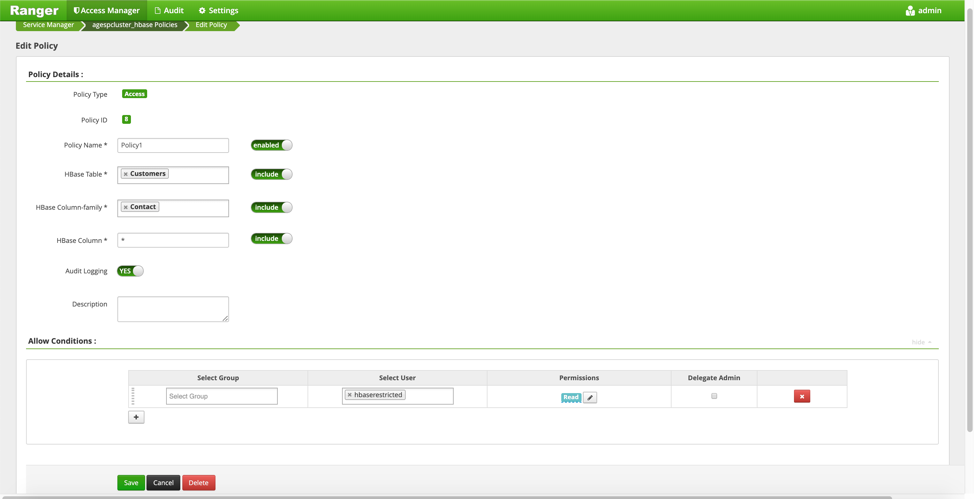 Ranger Access Manager Audit Settings admin
Service Manager agespcluster_hbase Policies Edit Policy
Edit Policy
Policy Details :
Policy Type Access
Policy ID 8
Policy Name * Policy1 enabled
HBase Table * × Customers include
HBase Column-family * × Contact include
HBase Column * * include
Audit Logging YES
Description
Allow Conditions : hide
Select Group Select User Permissions Delegate Admin
Select Group × hbaserestricted Read ×
+
Save Cancel Delete